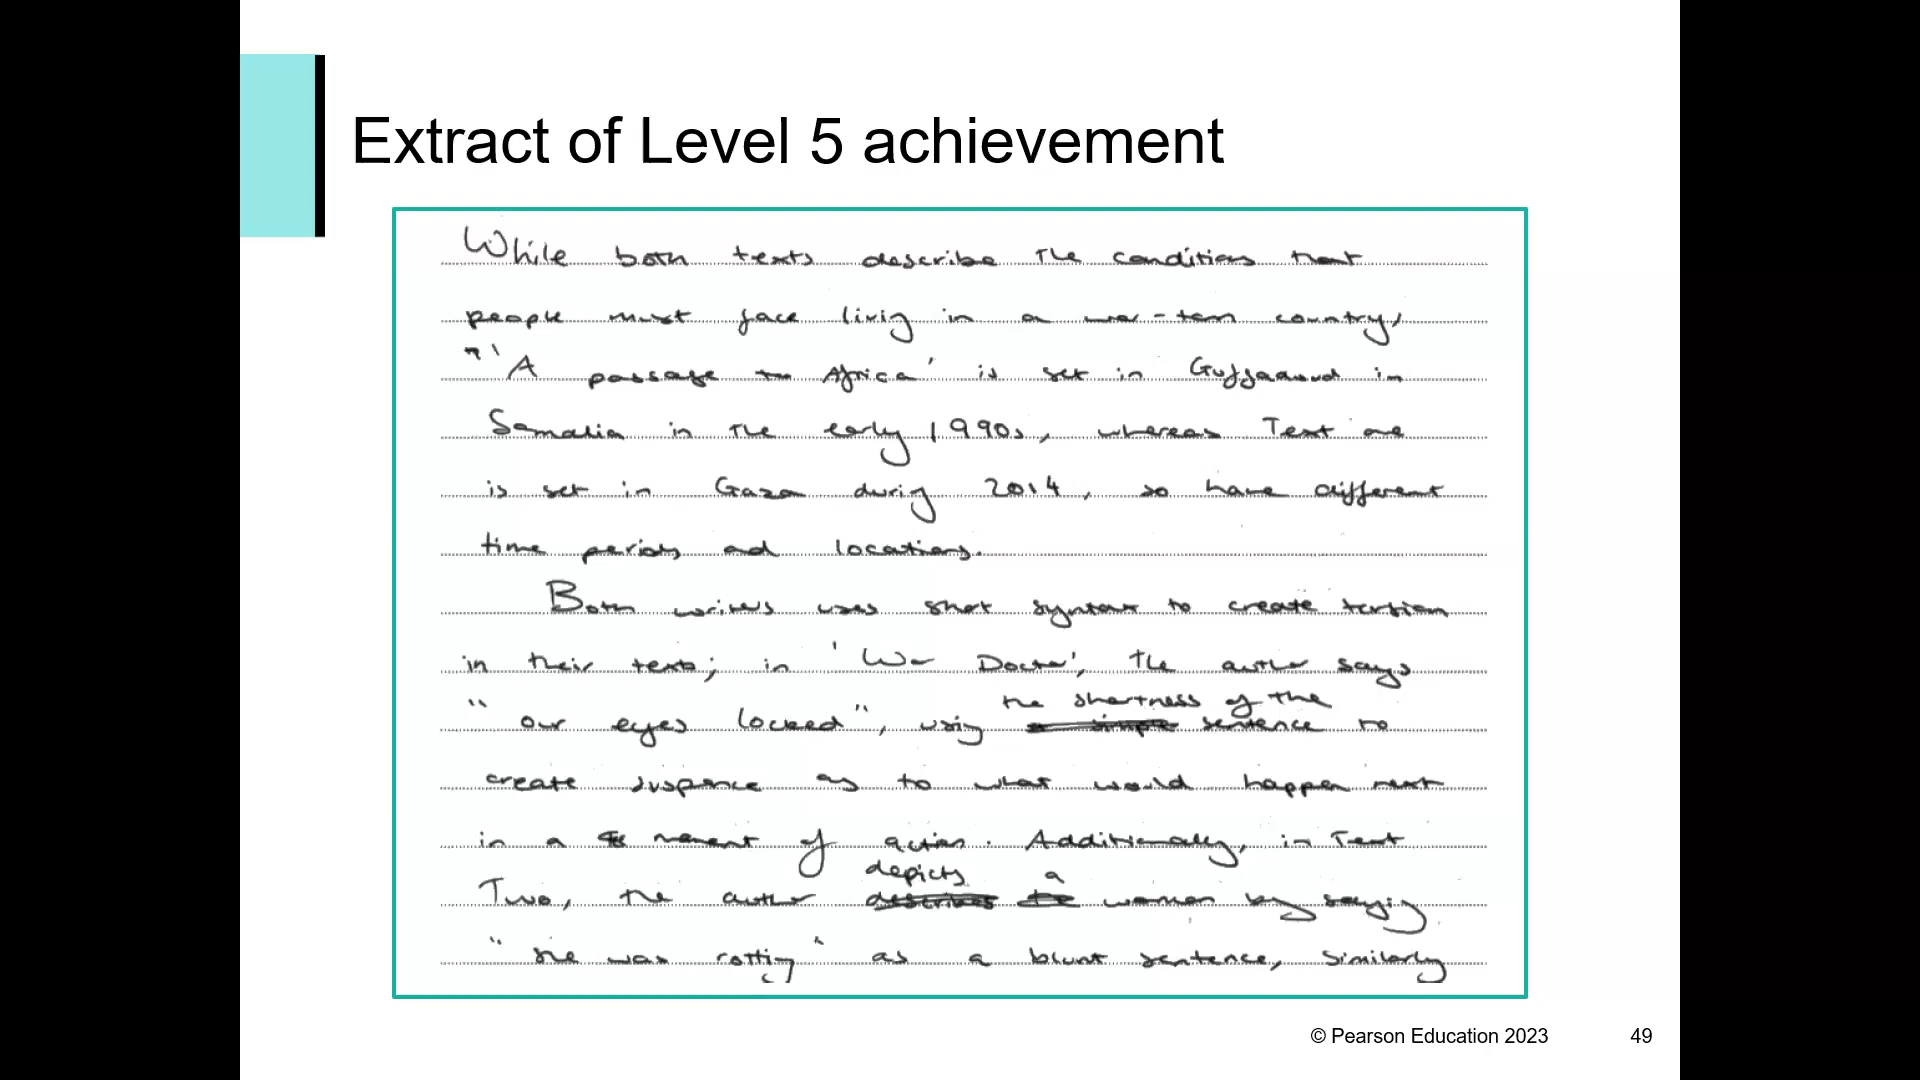 Extract of Level 5 achievement
While both texts describe the conditions that
people must face living in a war-torn country,
"'A passage to Africa' is set in Gufgaduud in
Somalia in the early 1990s, whereas Text one
is set in Gaza during 2014, so have different
time periods and locations.
Both writers uses short syntax to create tension
in their texts; in 'War Doctor', the author says
"our eyes locked", using the shortness of the sentence to
create suspence as to what would happen next
in a moment of action. Additionally, in Text
Two, the author depicts a woman by saying
"she was rotting" as a blunt sentence, similarly
© Pearson Education 2023
49